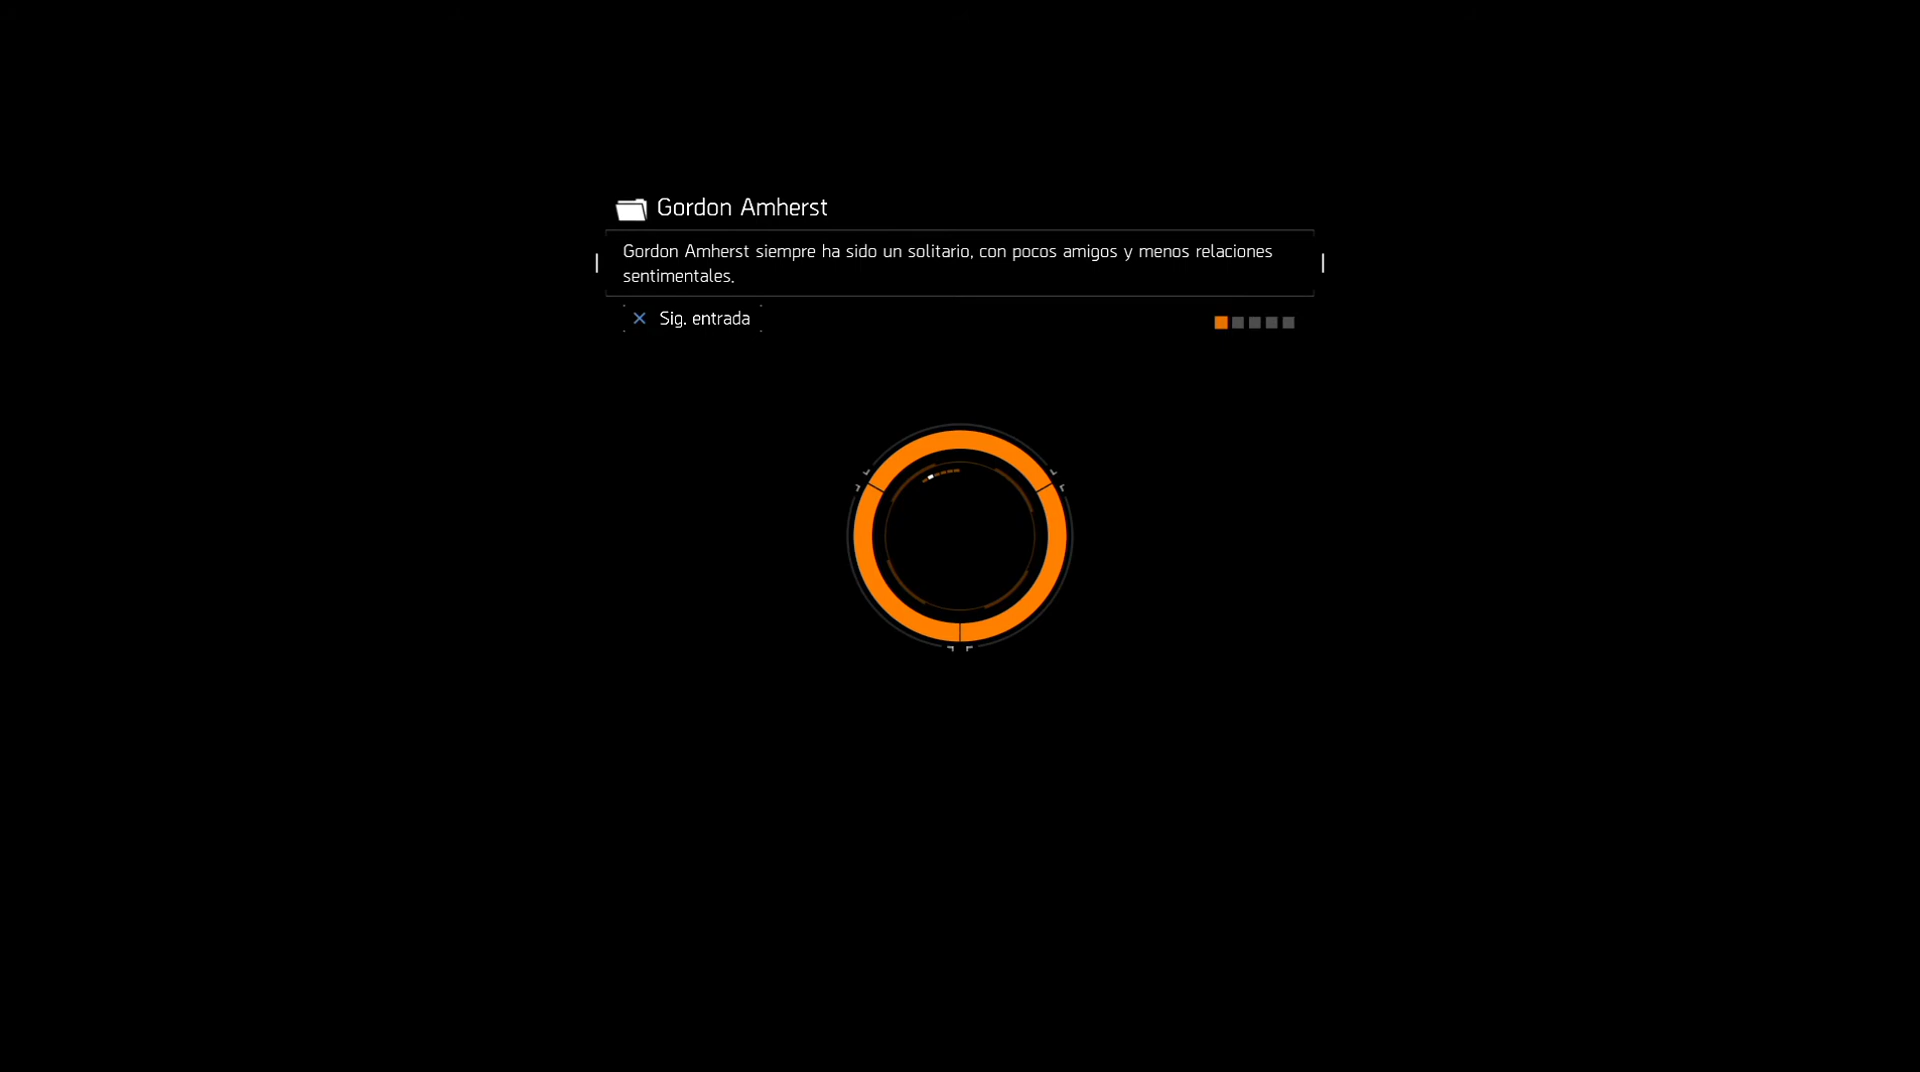 Gordon Amherst
Gordon Amherst siempre ha sido un solitario, con pocos amigos y menos relaciones
sentimentales.
Sig. entrada